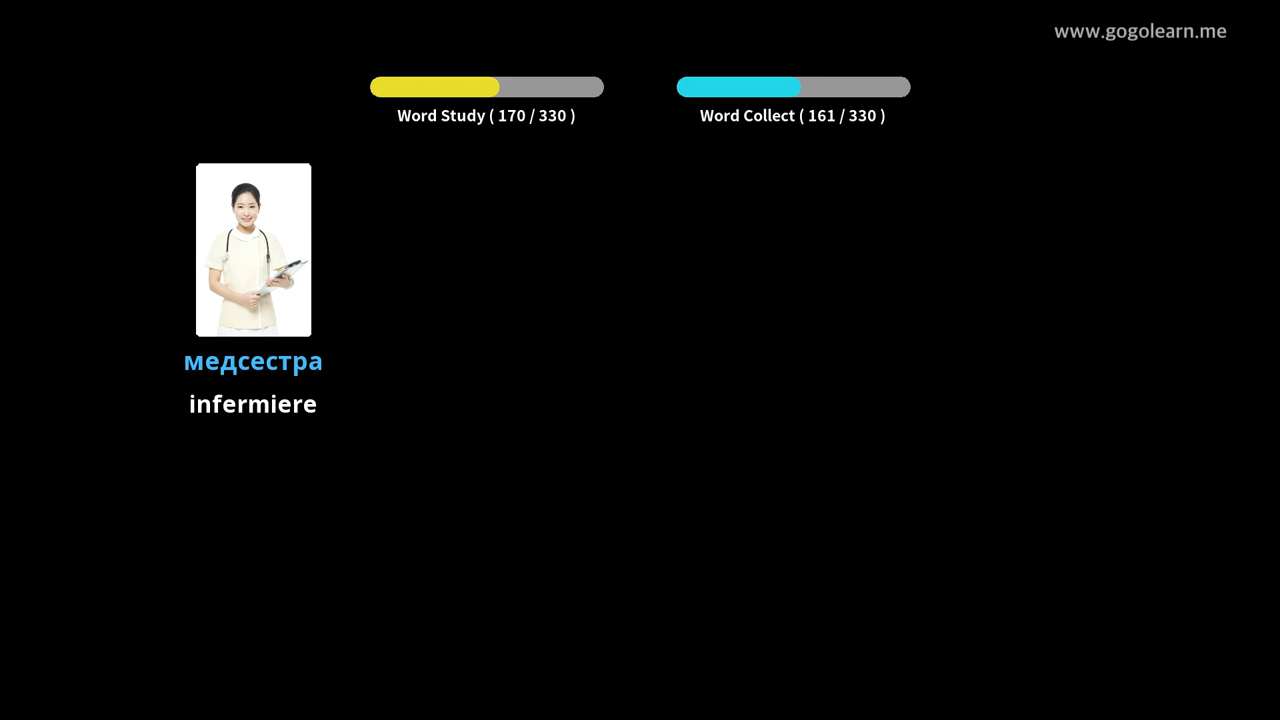 www.gogolearn.me
Word Study ( 170 / 330 )
Word Collect ( 161 / 330 )
медсестра
infermiere